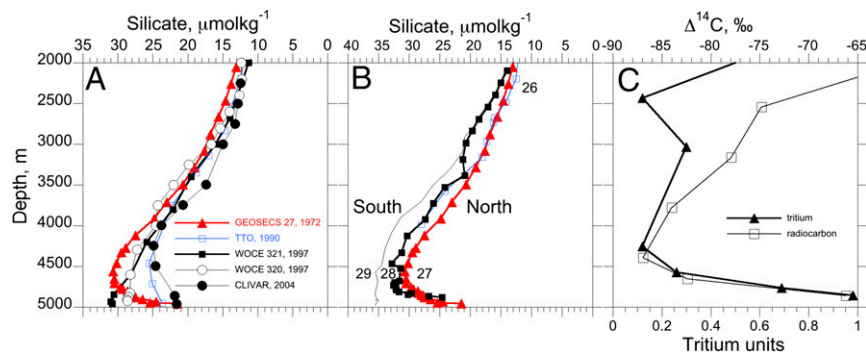 Silicate, μmolkg-1
35 30 25 20 15 10 5
Silicate, μmolkg-1
40 35 30 25 20 15 10 5
Δ14C, ‰
-90 -85 -80 -75 -70 -65
Depth, m
2000
2500
3000
3500
4000
4500
5000
A
GEOSECS 27, 1972
TTO, 1990
WOCE 321, 1997
WOCE 320, 1997
CLIVAR, 2004
B
26
South
North
29 28 27
C
tritium
radiocarbon
0 0.2 0.4 0.6 0.8 1
Tritium units